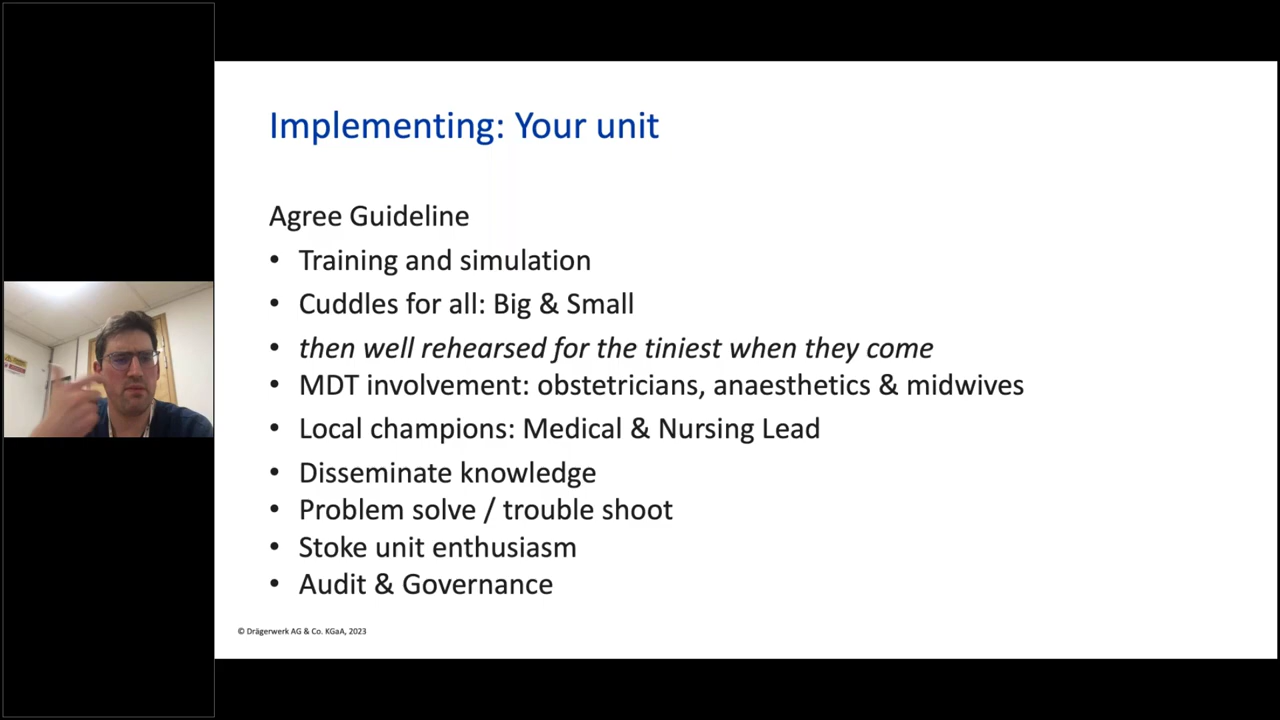 Implementing: Your unit
Agree Guideline
• Training and simulation
• Cuddles for all: Big & Small
• then well rehearsed for the tiniest when they come
• MDT involvement: obstetricians, anaesthetics & midwives
• Local champions: Medical & Nursing Lead
• Disseminate knowledge
• Problem solve / trouble shoot
• Stoke unit enthusiasm
• Audit & Governance
© Drägerwerk AG & Co. KGaA, 2023